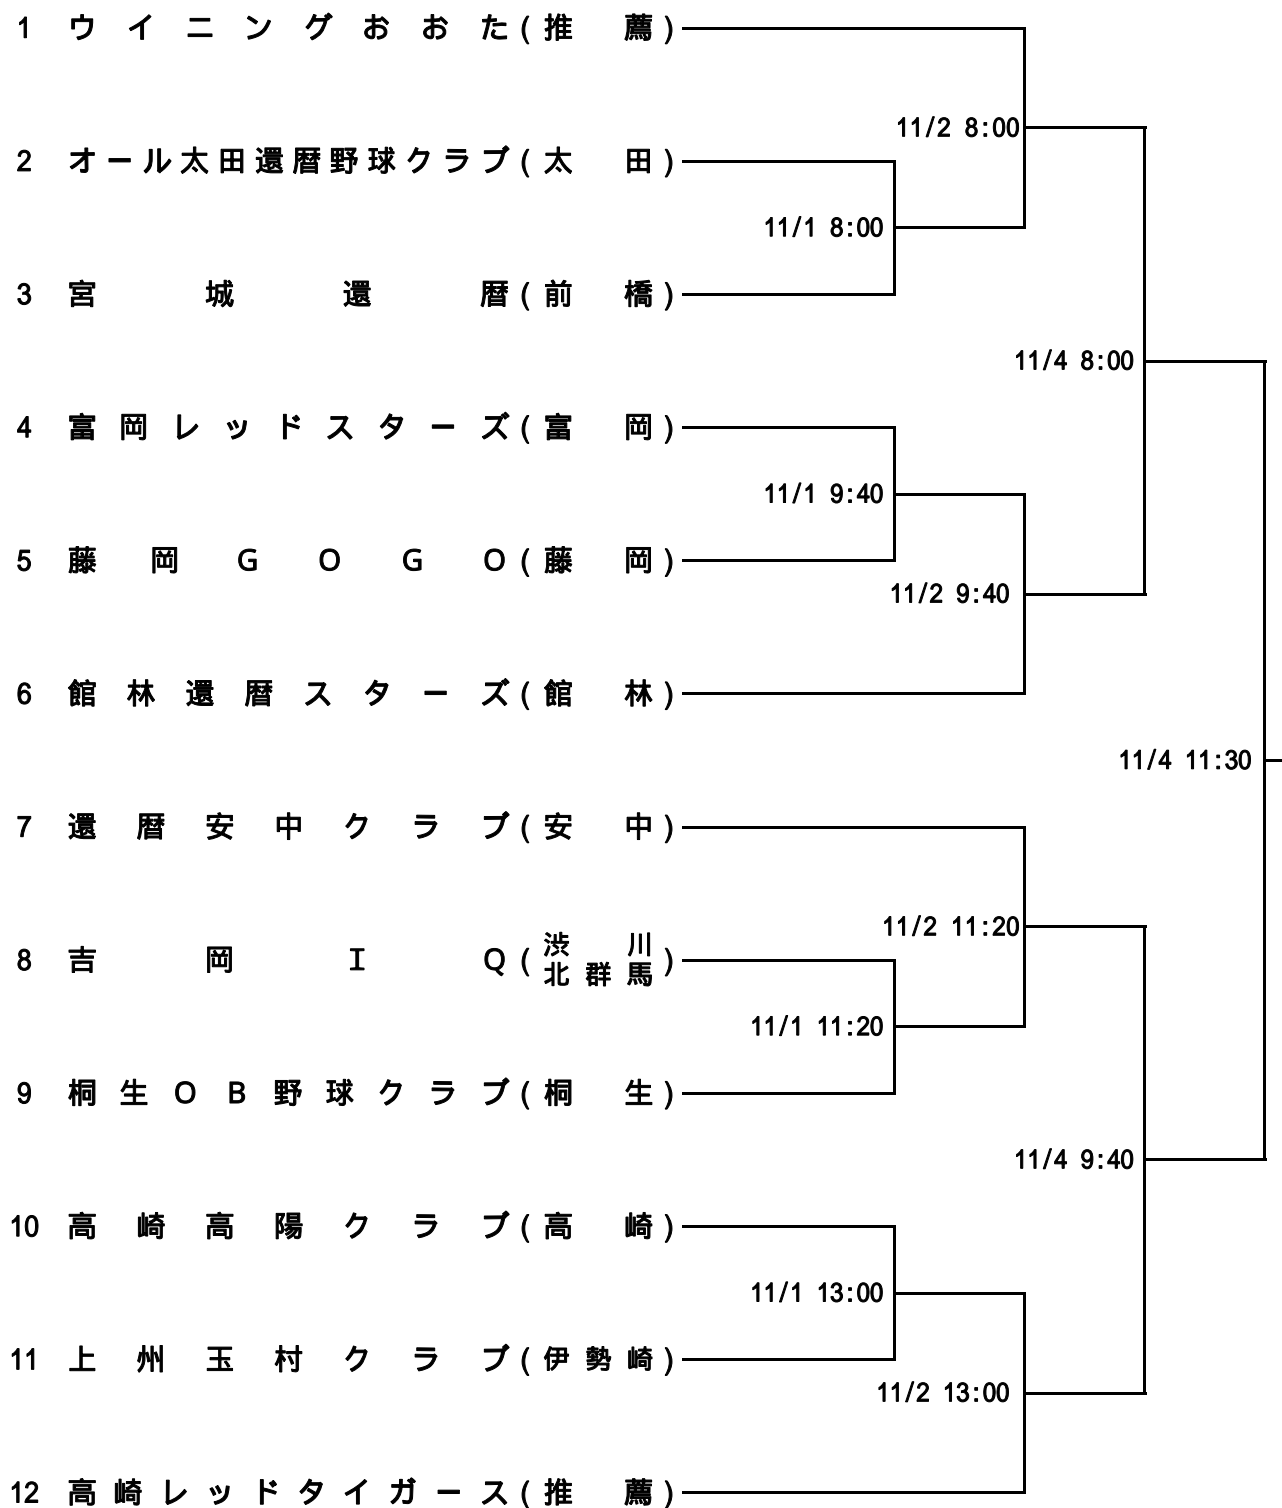 1 ウイニングおおた(推薦)
11/2 8:00
2 オール太田還暦野球クラブ(太田)
11/1 8:00
3 宮城還暦(前橋)
11/4 8:00
4 富岡レッドスターズ(富岡)
11/1 9:40
5 藤岡GOGO(藤岡)
11/2 9:40
6 館林還暦スターズ(館林)
11/4 11:30
7 還暦安中クラブ(安中)
11/2 11:20
8 吉岡IQ(渋川北群馬)
11/1 11:20
9 桐生OB野球クラブ(桐生)
11/4 9:40
10 高崎高陽クラブ(高崎)
11/1 13:00
11 上州玉村クラブ(伊勢崎)
11/2 13:00
12 高崎レッドタイガース(推薦)